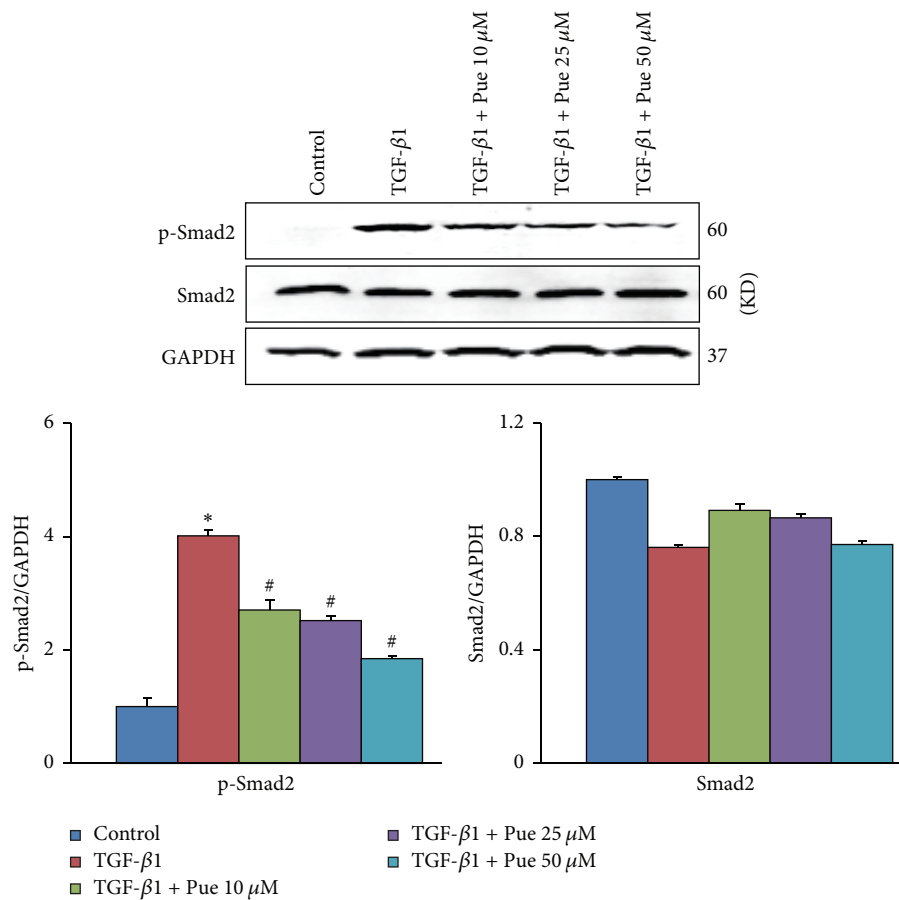 Control
TGF-β1
TGF-β1 + Pue 10 μM
TGF-β1 + Pue 25 μM
TGF-β1 + Pue 50 μM
p-Smad2
60
Smad2
60
(KD)
GAPDH
37
6
4
2
0
p-Smad2/GAPDH
*
#
#
#
p-Smad2
1.2
0.8
0.4
0
Smad2/GAPDH
Smad2
Control
TGF-β1
TGF-β1 + Pue 10 μM
TGF-β1 + Pue 25 μM
TGF-β1 + Pue 50 μM